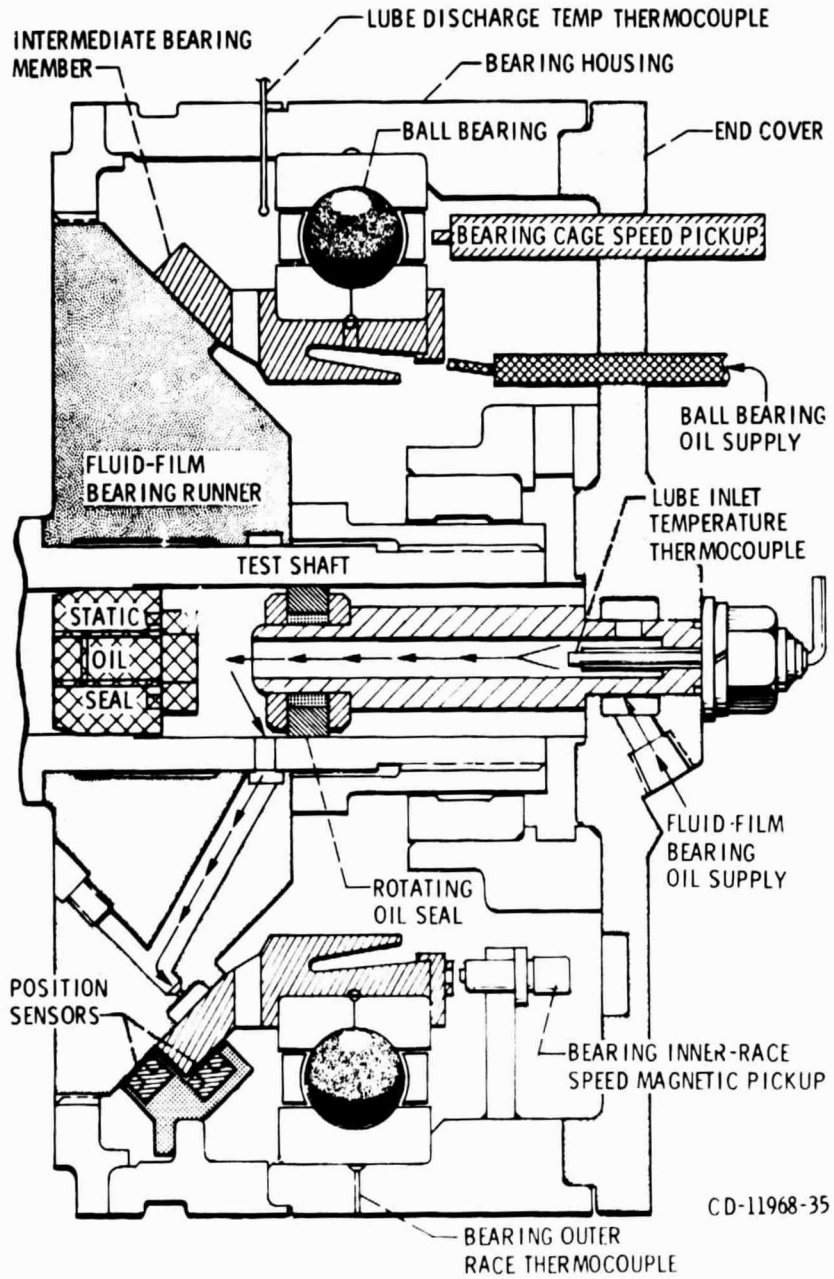 LUBE DISCHARGE TEMP THERMOCOUPLE
INTERMEDIATE BEARING
MEMBER
BEARING HOUSING
BALL BEARING
END COVER
BEARING CAGE SPEED PICKUP
BALL BEARING
OIL SUPPLY
FLUID-FILM
BEARING RUNNER
LUBE INLET
TEMPERATURE
THERMOCOUPLE
TEST SHAFT
STATIC
OIL
SEAL
FLUID-FILM
BEARING
OIL SUPPLY
ROTATING
OIL SEAL
POSITION
SENSORS
BEARING INNER-RACE
SPEED MAGNETIC PICKUP
CD-11968-35
BEARING OUTER
RACE THERMOCOUPLE